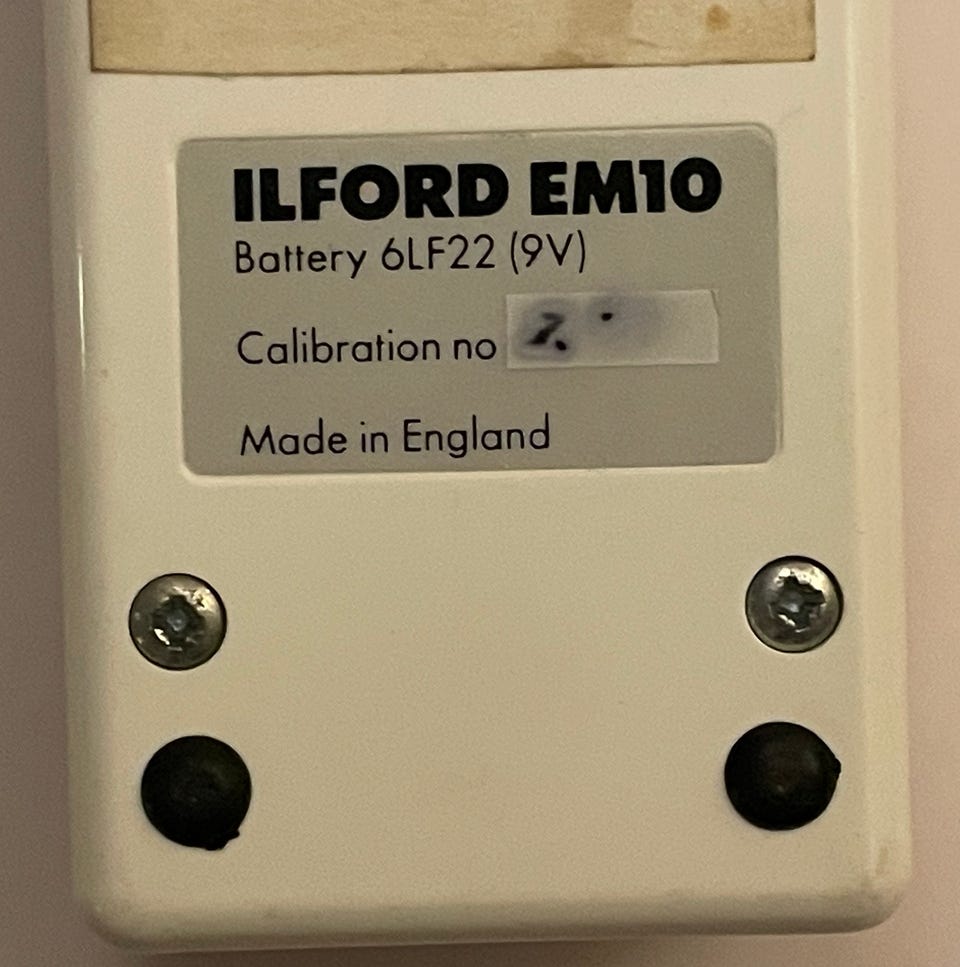 ILFORD EM10
Battery 6LF22 (9V)
Calibration no
Made in England